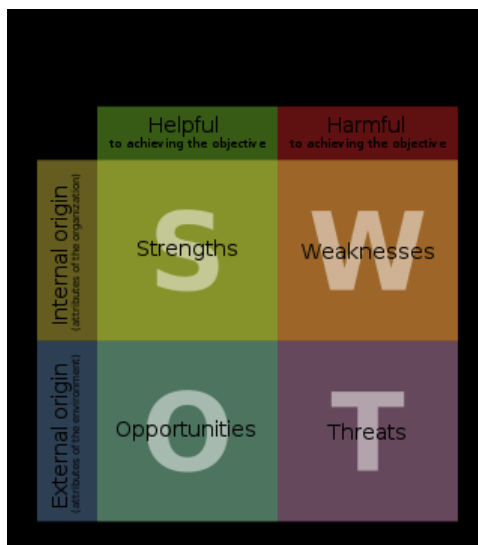 Helpful
to achieving the objective
Harmful
to achieving the objective
Internal origin
(attributes of the organization)
S
Strengths
W
Weaknesses
External origin
(attributes of the environment)
O
Opportunities
T
Threats